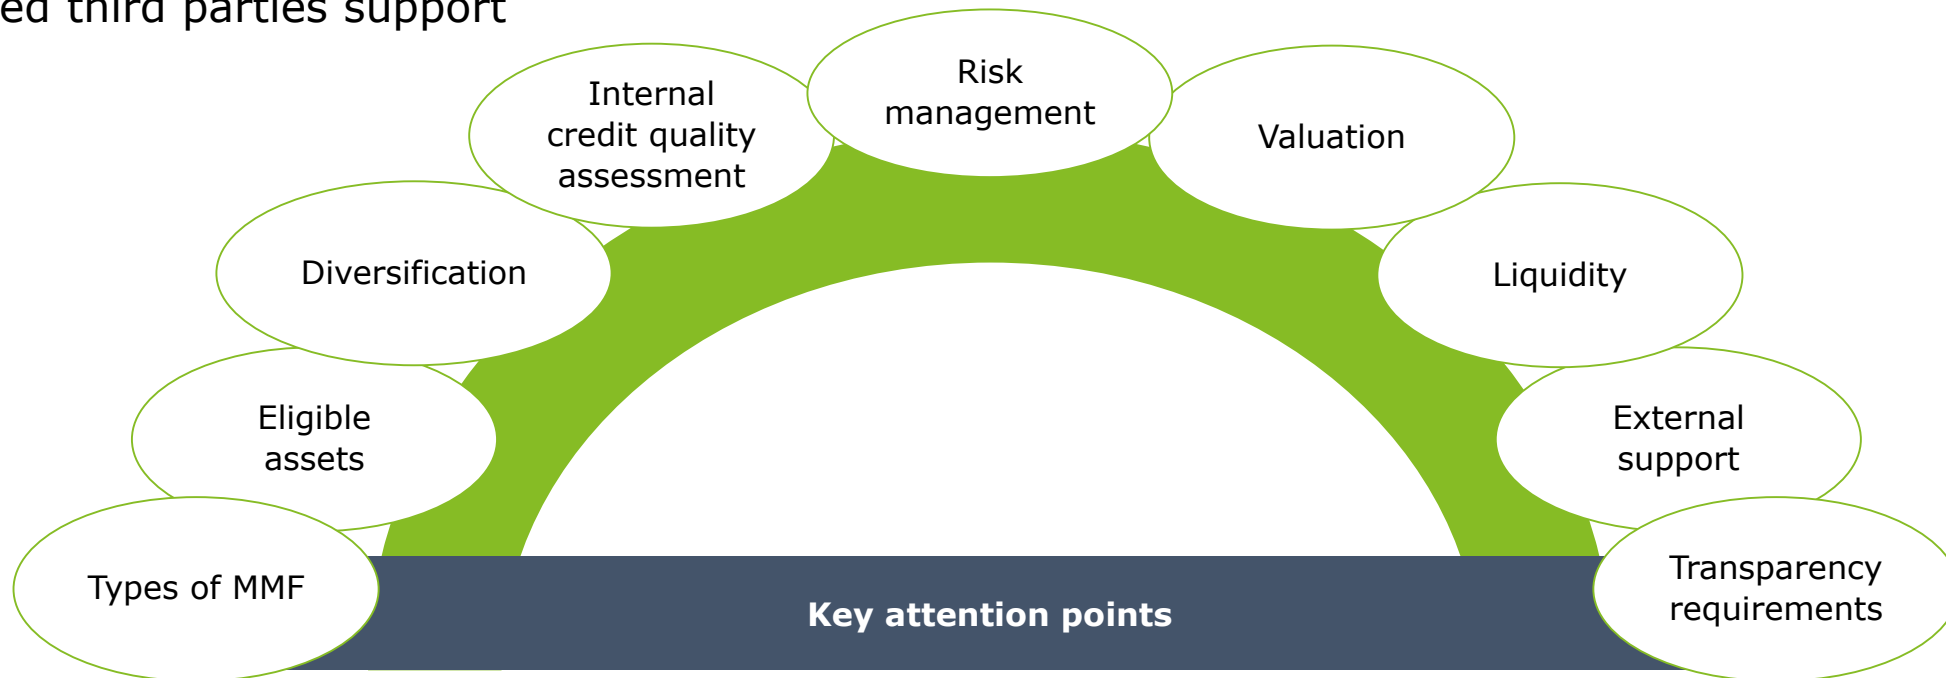 ed third parties support
Risk
management
Internal
credit quality
assessment
Valuation
Diversification
Liquidity
Eligible
assets
External
support
Types of MMF
Transparency
requirements
Key attention points